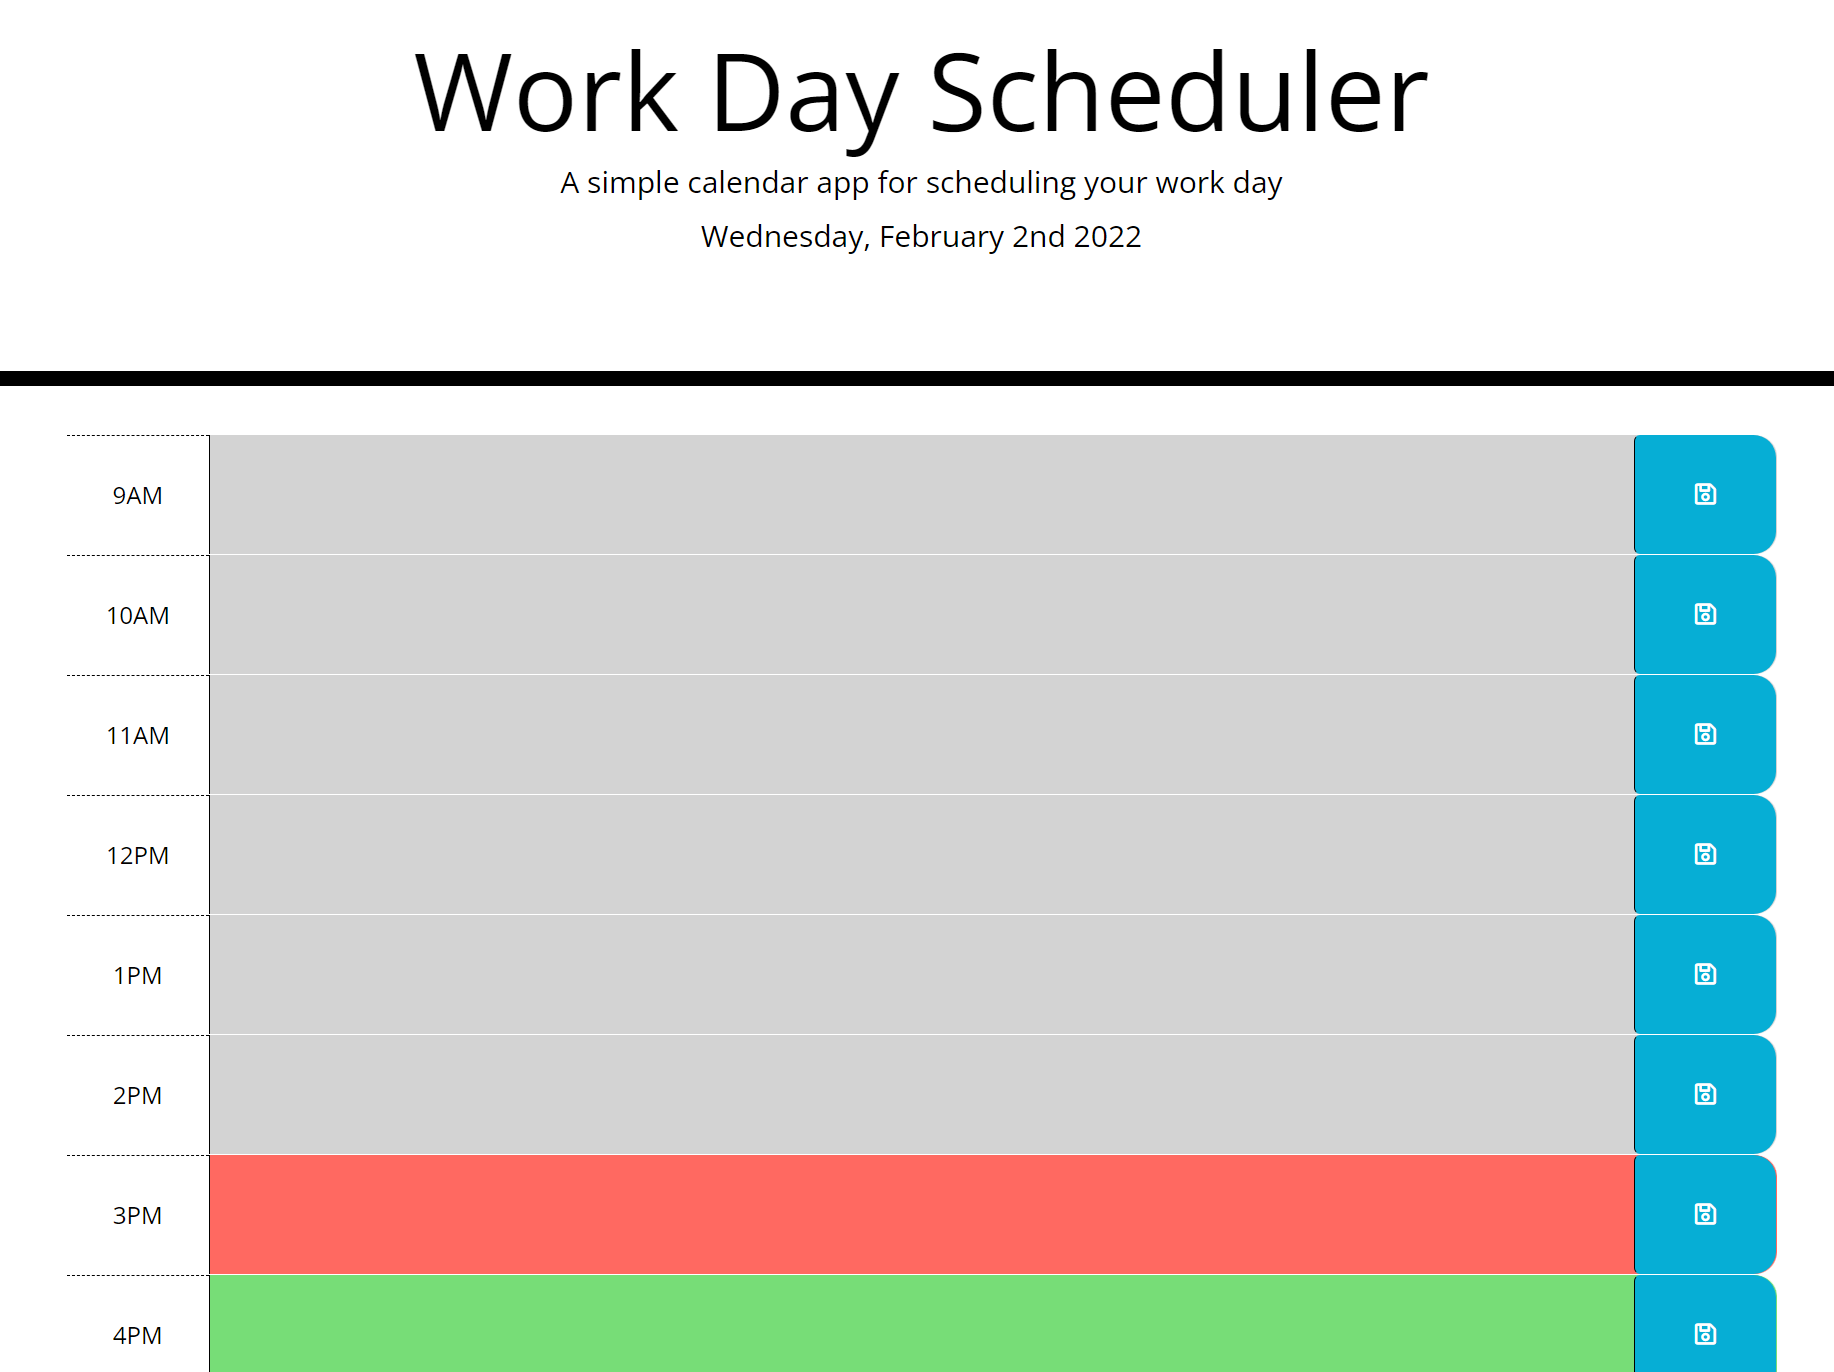 Work Day Scheduler
A simple calendar app for scheduling your work day
Wednesday, February 2nd 2022
9AM
10AM
11AM
12PM
1PM
2PM
3PM
4PM